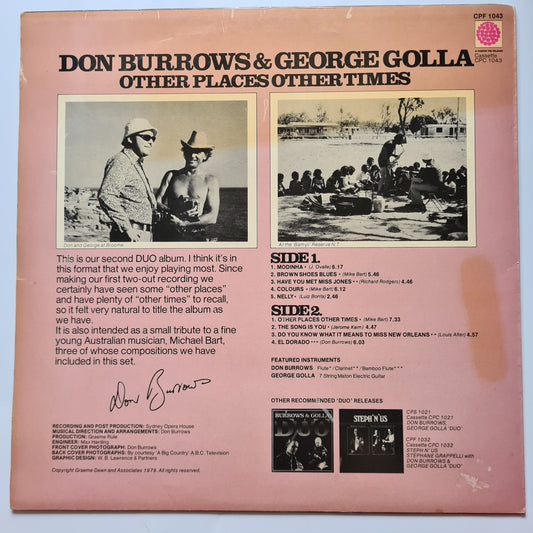 CPF 1043
A CHERRY PIE RELEASE
Cassette
CPC 1043
DON BURROWS & GEORGE GOLLA
OTHER PLACES OTHER TIMES
Don and George at Broome
At the 'Bamyi' Reserve N.T.
This is our second DUO album. I think it's in
this format that we enjoy playing most. Since
making our first two-out recording we
certainly have seen some "other places"
and have plenty of "other times" to recall,
so it felt very natural to title the album as
we have.
It is also intended as a small tribute to a fine
young Australian musician, Michael Bart,
three of whose compositions we have
included in this set.
Don Burrows
RECORDING AND POST PRODUCTION: Sydney Opera House
MUSICAL DIRECTION AND ARRANGEMENTS: Don Burrows
PRODUCTION: Graeme Rule
ENGINEER: Max Harding
FRONT COVER PHOTOGRAPH: Don Burrows
BACK COVER PHOTOGRAPHS: By courtesy 'A Big Country' A.B.C. Television
GRAPHIC DESIGN: W. B. Lawrence & Partners
Copyright Graeme Dewn and Associates 1979. All rights reserved.
SIDE 1.
1. MODINHA • (J. Ovalle) 6.17
2. BROWN SHOES BLUES • (Mike Bart) 5.46
3. HAVE YOU MET MISS JONES • (Richard Rodgers) 4.46
4. COLOURS • (Mike Bart) 6.12
5. NELLY • (Luiz Bonfa) 2.46
SIDE 2.
1. OTHER PLACES OTHER TIMES • (Mike Bart) 7.33
2. THE SONG IS YOU • (Jerome Kern) 4.47
3. DO YOU KNOW WHAT IT MEANS TO MISS NEW ORLEANS •• (Louis Alter) 4.57
4. EL DORADO ••• (Don Burrows) 6.03
FEATURED INSTRUMENTS
DON BURROWS Flute* / Clarinet** / Bamboo Flute***
GEORGE GOLLA 7 String Maton Electric Guitar
OTHER RECOMMENDED 'DUO' RELEASES
BURROWS & GOLLA
DUO
STEPH 'N' US
CPS 1021
Cassette CPC 1021
DON BURROWS,
GEORGE GOLLA 'DUO'.
CPF 1032
Cassette CPC 1032
STEPH N' US
STÉPHANE GRAPPELLI with
DON BURROWS &
GEORGE GOLLA 'DUO'